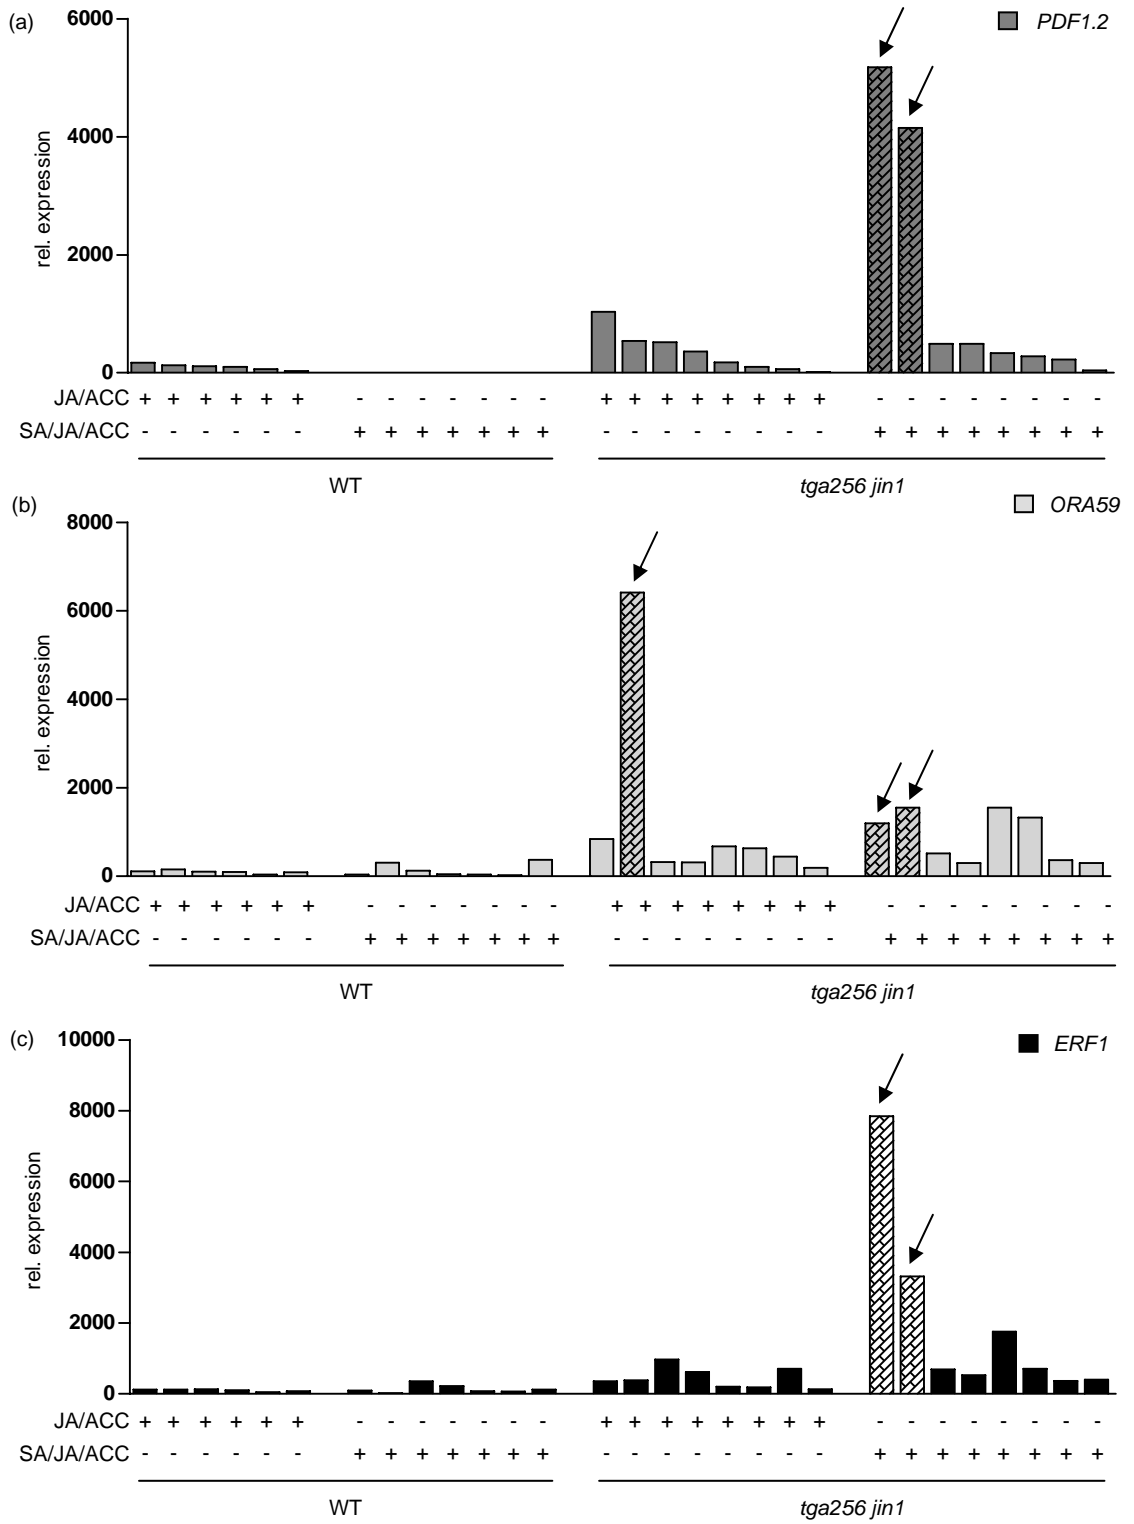 (a)
6000
PDF1.2
4000
rel. expression
2000
0
JA/ACC + + + + + + - - - - - - - + + + + + + + + - - - - - - - -
SA/JA/ACC - - - - - - + + + + + + + - - - - - - - - + + + + + + + +
WT tga256 jin1
(b)
8000
ORA59
6000
rel. expression
4000
2000
0
JA/ACC + + + + + + - - - - - - - + + + + + + + + - - - - - - - -
SA/JA/ACC - - - - - - + + + + + + + - - - - - - - - + + + + + + + +
WT tga256 jin1
(c)
10000
ERF1
8000
6000
rel. expression
4000
2000
0
JA/ACC + + + + + + - - - - - - - + + + + + + + + - - - - - - - -
SA/JA/ACC - - - - - - + + + + + + + - - - - - - - - + + + + + + + +
WT tga256 jin1